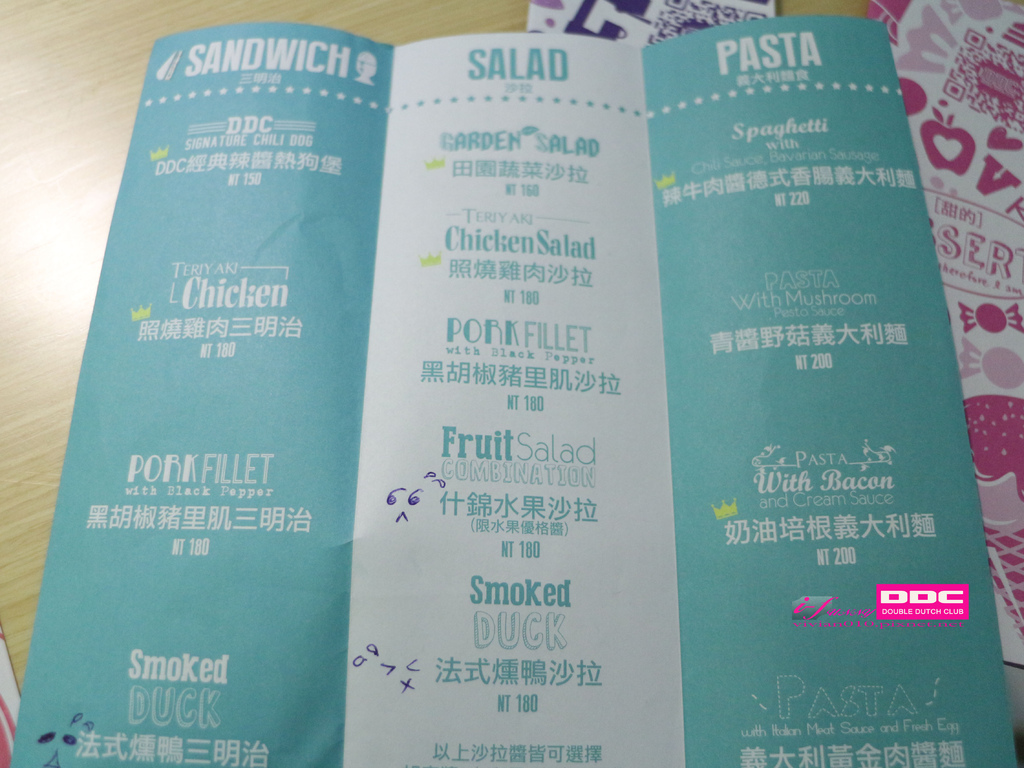 SANDWICH
三明治
DDC
SIGNATURE CHILI DOG
DDC經典辣醬熱狗堡
NT 150
TERIYAKI
Chicken
照燒雞肉三明治
NT 180
PORK FILLET
with Black Pepper
黑胡椒豬里肌三明治
NT 180
Smoked
DUCK
法式燻鴨三明治
SALAD
沙拉
GARDEN SALAD
田園蔬菜沙拉
NT 160
TERIYAKI
Chicken Salad
照燒雞肉沙拉
NT 180
PORK FILLET
with Black Pepper
黑胡椒豬里肌沙拉
NT 180
Fruit Salad
COMBINATION
什錦水果沙拉
(限水果優格醬)
NT 180
Smoked
DUCK
法式燻鴨沙拉
NT 180
以上沙拉醬皆可選擇
PASTA
義大利麵食
Spaghetti
with
Chili Sauce, Bavarian Sausage
辣牛肉醬德式香腸義大利麵
NT 220
PASTA
With Mushroom
Pesto Sauce
青醬野菇義大利麵
NT 200
PASTA
With Bacon
and Cream Sauce
奶油培根義大利麵
NT 200
PASTA
with Italian Meat Sauce and Fresh Egg
義大利黃金肉醬麵
[甜的]
DDC
DOUBLE DUTCH CLUB